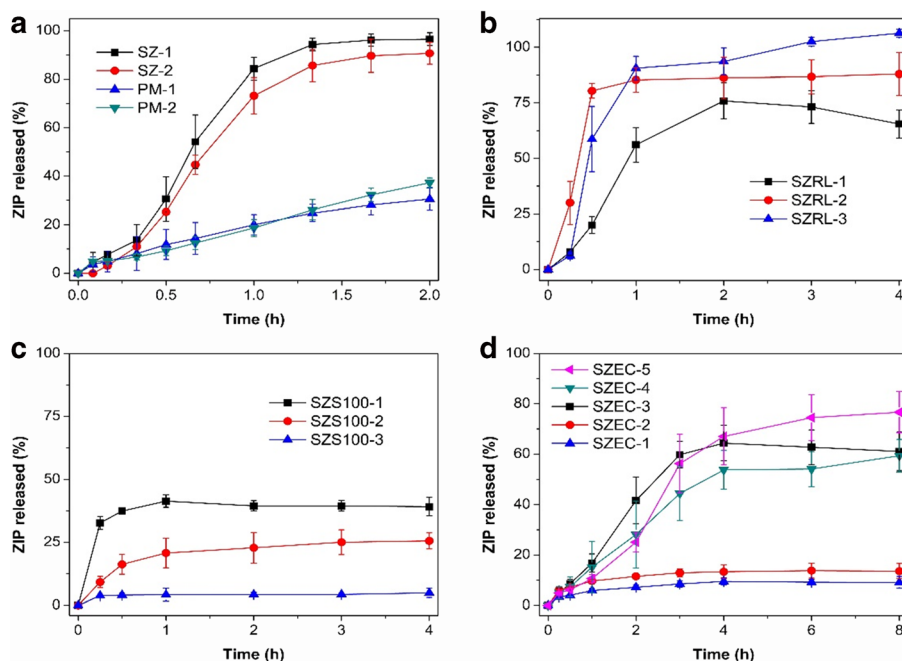 a
ZIP released (%)
100
80
60
40
20
0
SZ-1
SZ-2
PM-1
PM-2
0.0 0.5 1.0 1.5 2.0
Time (h)
b
ZIP released (%)
100
75
50
25
0
SZRL-1
SZRL-2
SZRL-3
0 1 2 3 4
Time (h)
c
ZIP released (%)
100
75
50
25
0
SZS100-1
SZS100-2
SZS100-3
0 1 2 3 4
Time (h)
d
ZIP released (%)
100
80
60
40
20
0
SZEC-5
SZEC-4
SZEC-3
SZEC-2
SZEC-1
0 2 4 6 8
Time (h)